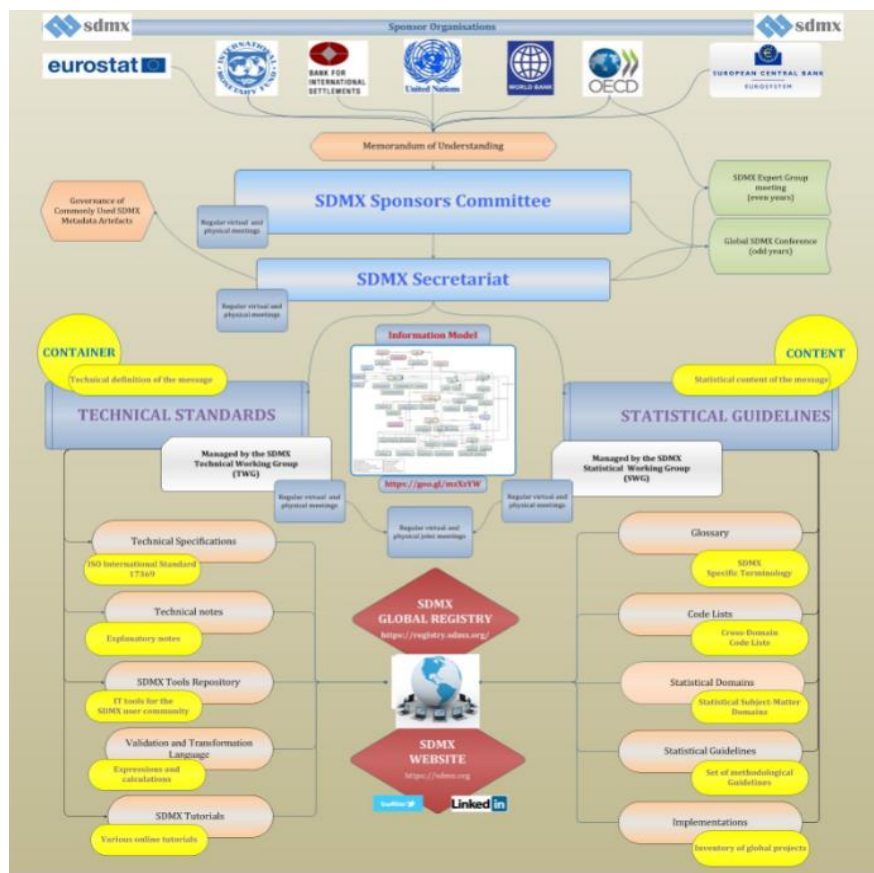 sdmx
Sponsor Organisations
sdmx
eurostat
INTERNATIONAL MONETARY FUND
BANK FOR
INTERNATIONAL
SETTLEMENTS
United Nations
WORLD BANK
OECD
EUROPEAN CENTRAL BANK
EUROSYSTEM
Memorandum of Understanding
SDMX Sponsors Committee
Regular virtual and
physical meetings
SDMX Expert Group
meeting
(even years)
Governance of
Commonly Used SDMX
Metadata Artefacts
Global SDMX Conference
(odd years)
SDMX Secretariat
Regular virtual and
physical meetings
Information Model
CONTAINER
Technical definition of the message
TECHNICAL STANDARDS
CONTENT
Statistical content of the message
STATISTICAL GUIDELINES
Managed by the SDMX
Technical Working Group
(TWG)
Managed by the SDMX
Statistical Working Group
(SWG)
Regular virtual and
physical meetings
Regular virtual and
physical meetings
Regular virtual and
physical joint meetings
Technical Specifications
ISO International Standard
17369
Technical notes
Explanatory notes
SDMX Tools Repository
IT tools for the
SDMX user community
Validation and Transformation
Language
Expressions and
calculations
SDMX Tutorials
Various online tutorials
SDMX
GLOBAL REGISTRY
https://registry.sdmx.org/
SDMX
WEBSITE
https://sdmx.org
twitter
Linked in
Glossary
SDMX
Specific Terminology
Code Lists
Cross-Domain
Code Lists
Statistical Domains
Statistical Subject-Matter
Domains
Statistical Guidelines
Set of methodological
Guidelines
Implementations
Inventory of global projects